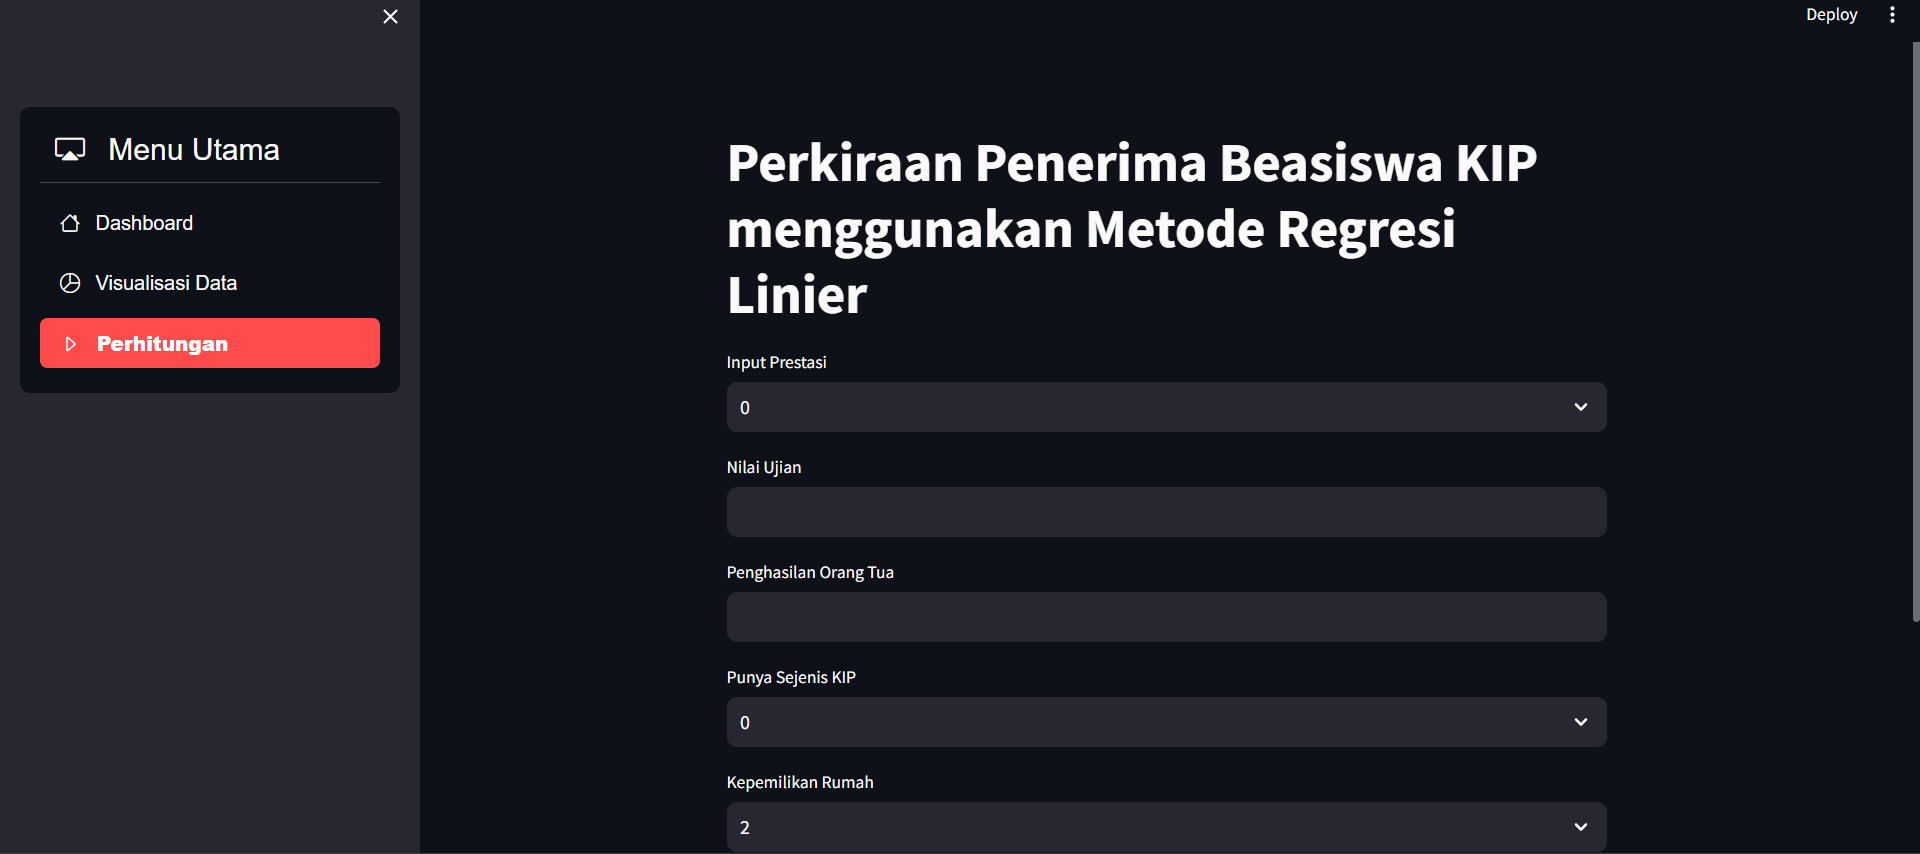 Deploy
Menu Utama
Dashboard
Visualisasi Data
Perhitungan
Perkiraan Penerima Beasiswa KIP
menggunakan Metode Regresi
Linier
Input Prestasi
0
Nilai Ujian
Penghasilan Orang Tua
Punya Sejenis KIP
0
Kepemilikan Rumah
2